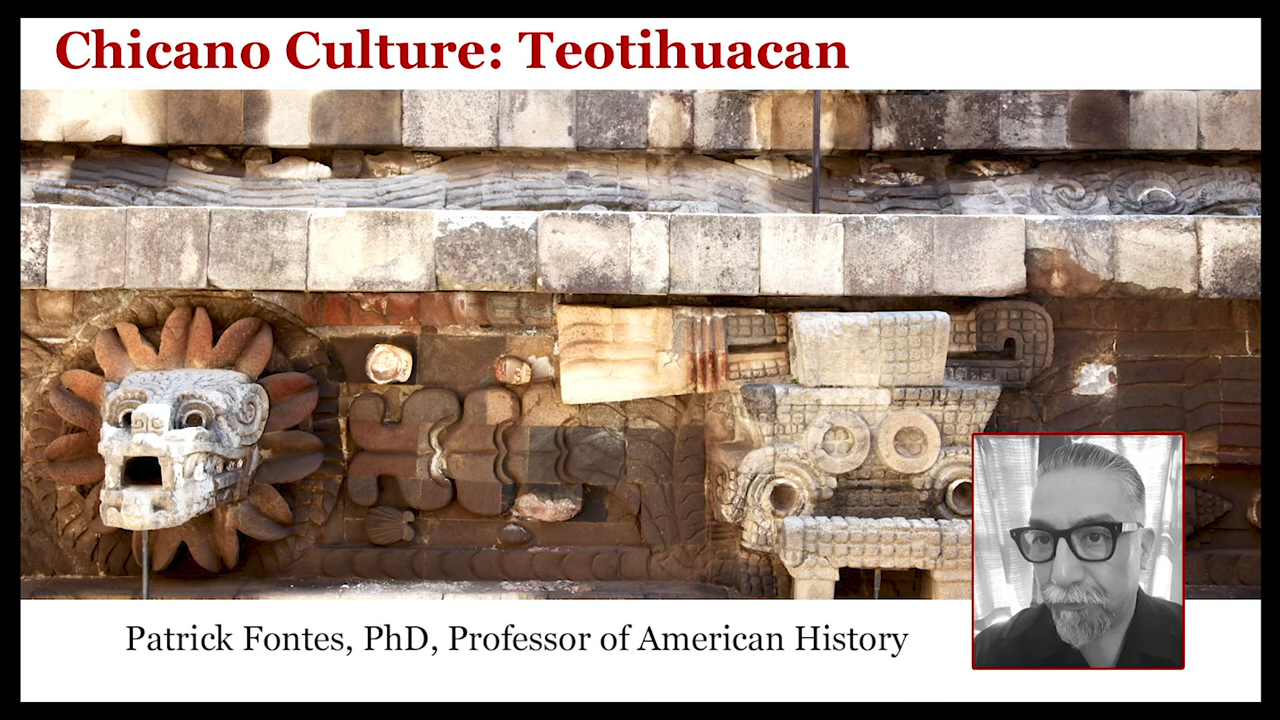 Chicano Culture: Teotihuacan
Patrick Fontes, PhD, Professor of American History